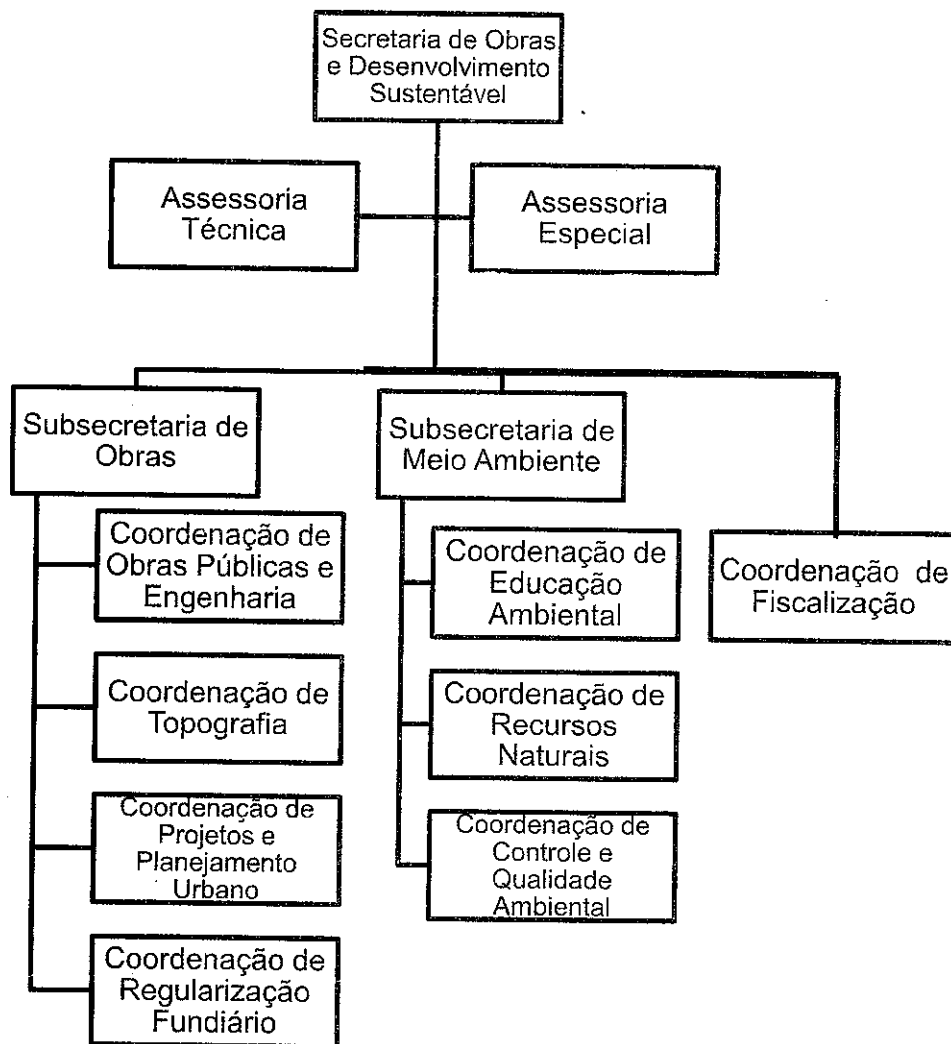 Secretaria de Obras
e Desenvolvimento
Sustentável
Assessoria
Técnica
Assessoria
Especial
Subsecretaria de
Obras
Coordenação de
Obras Públicas e
Engenharia
Coordenação de
Topografia
Coordenação de
Projetos e
Planejamento
Urbano
Coordenação de
Regularização
Fundiário
Subsecretaria de
Meio Ambiente
Coordenação de
Educação
Ambiental
Coordenação de
Recursos
Naturais
Coordenação de
Controle e
Qualidade
Ambiental
Coordenação de
Fiscalização